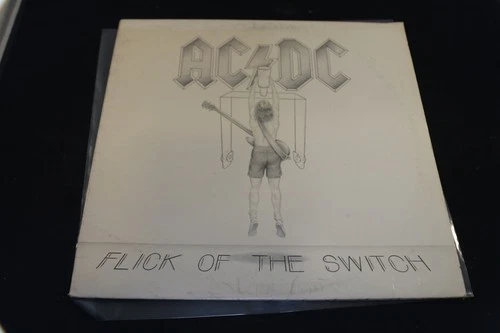 AC⚡DC
FLICK OF THE SWITCH